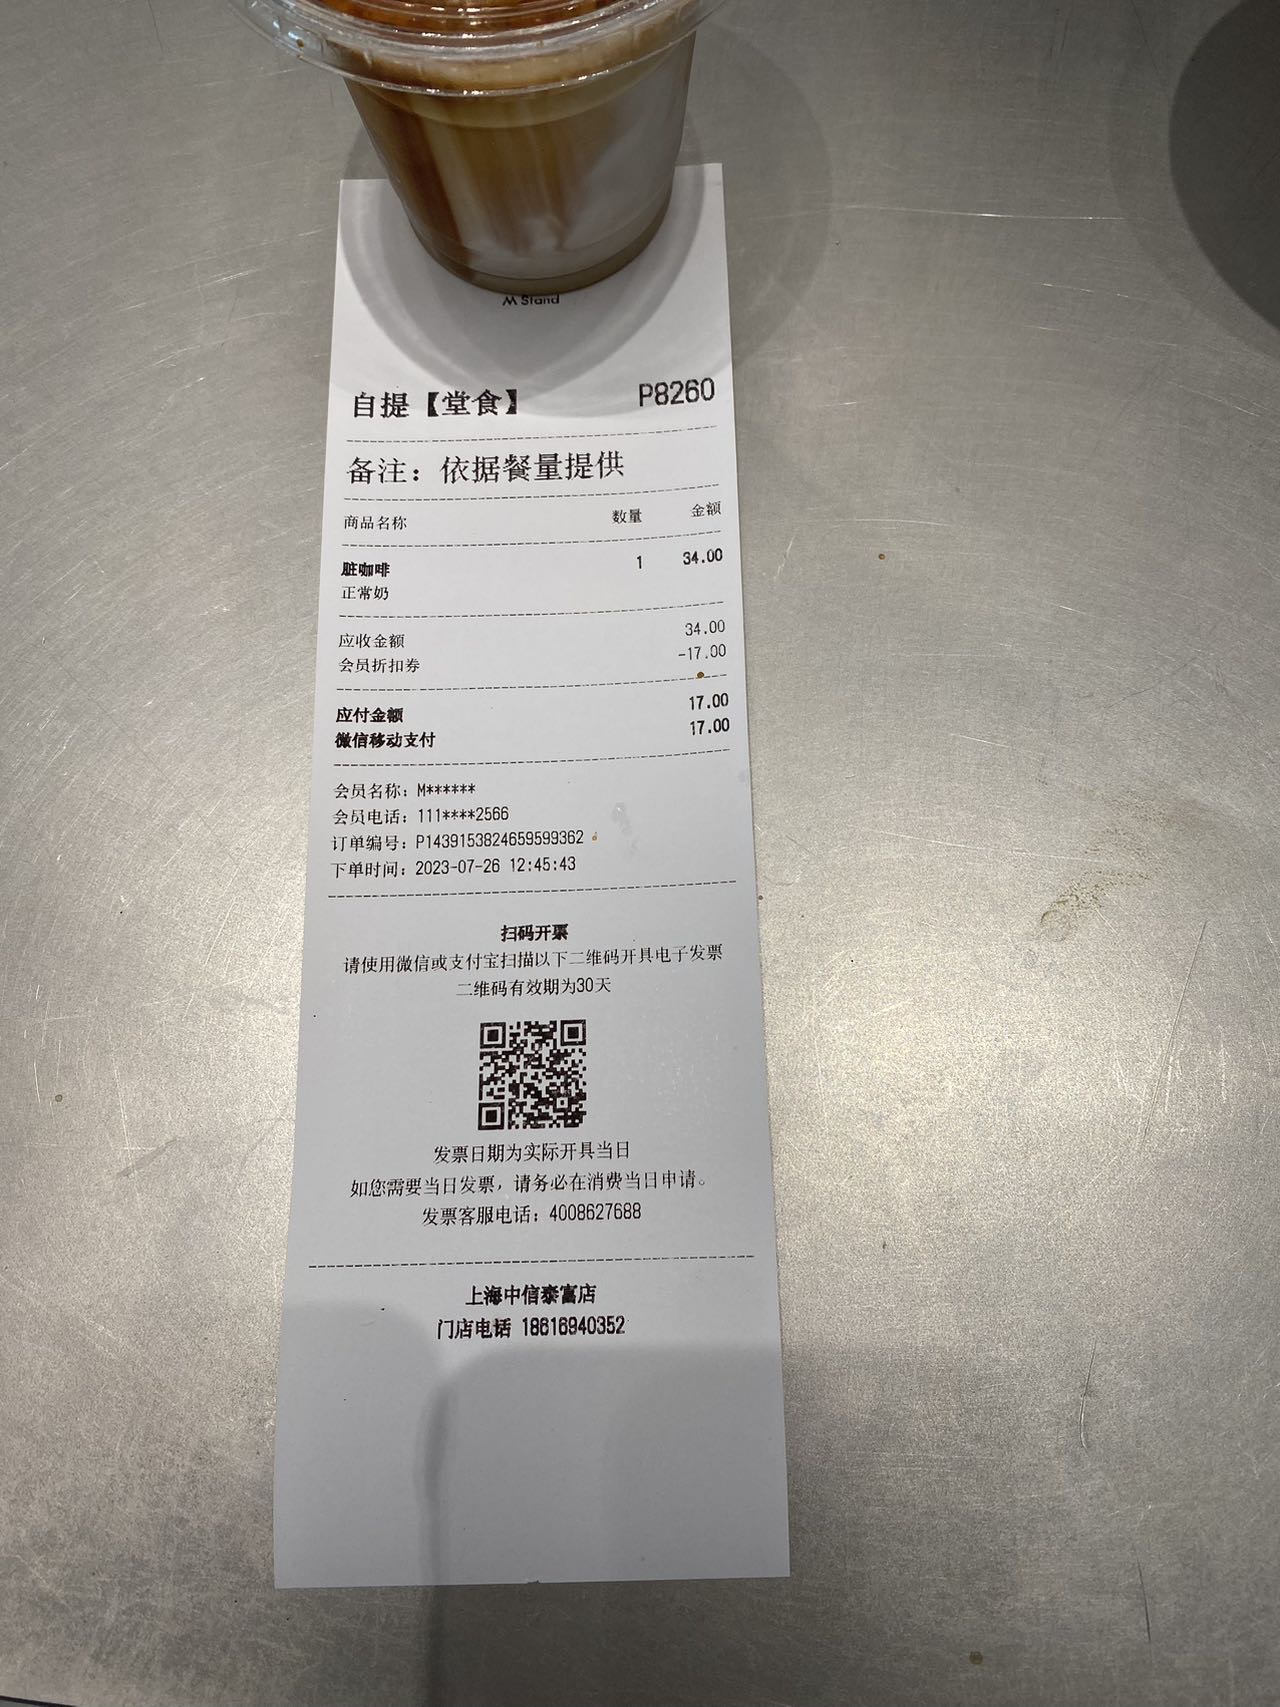 M Stand
自提【堂食】 P8260
备注：依据餐量提供
商品名称 数量 金额
脏咖啡 1 34.00
正常奶
应收金额 34.00
会员折扣券 -17.00
应付金额 17.00
微信移动支付 17.00
会员名称：M******
会员电话：111****2566
订单编号：P1439153824659599362
下单时间：2023-07-26 12:45:43
扫码开票
请使用微信或支付宝扫描以下二维码开具电子发票
二维码有效期为30天
发票日期为实际开具当日
如您需要当日发票，请务必在消费当日申请。
发票客服电话：4008627688
上海中信泰富店
门店电话 18616940352